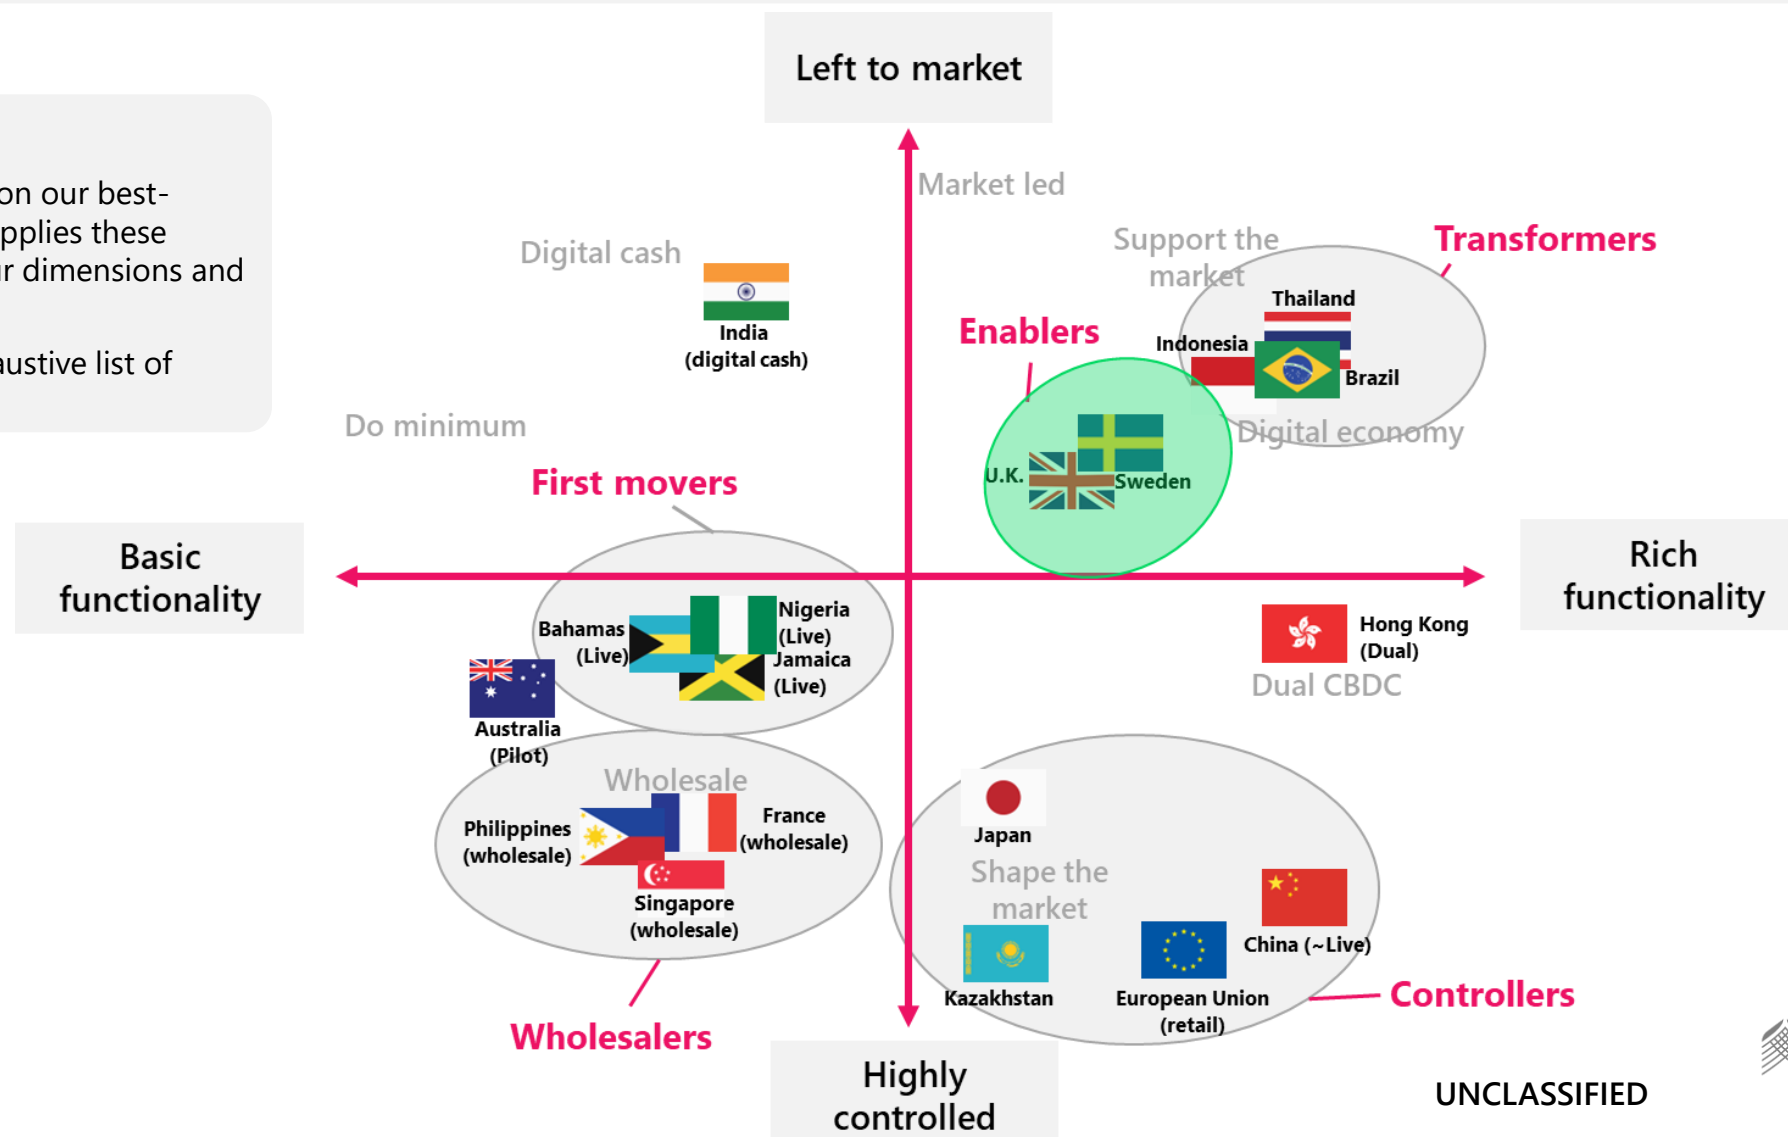 Left to market
on our best-
pplies these
ur dimensions and
austive list of
Market led
Digital cash
Support the
market
Transformers
India
(digital cash)
Thailand
Indonesia
Brazil
Enablers
Digital economy
Do minimum
U.K.
Sweden
First movers
Basic
functionality
Rich
functionality
Bahamas
(Live)
Nigeria
(Live)
Jamaica
(Live)
Hong Kong
(Dual)
Dual CBDC
Australia
(Pilot)
Wholesale
Philippines
(wholesale)
France
(wholesale)
Singapore
(wholesale)
Japan
Shape the
market
China (~Live)
Kazakhstan
European Union
(retail)
Controllers
Wholesalers
Highly
controlled
UNCLASSIFIED